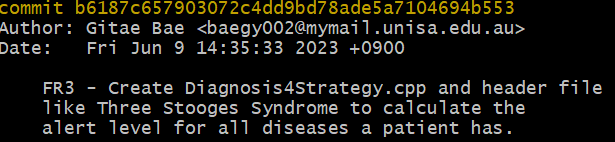 commit b6187c657903072c4dd9bd78ade5a7104694b553
Author: Gitae Bae <baegy002@mymail.unisa.edu.au>
Date:   Fri Jun 9 14:35:33 2023 +0900
FR3 - Create Diagnosis4Strategy.cpp and header file
like Three Stooges Syndrome to calculate the
alert level for all diseases a patient has.